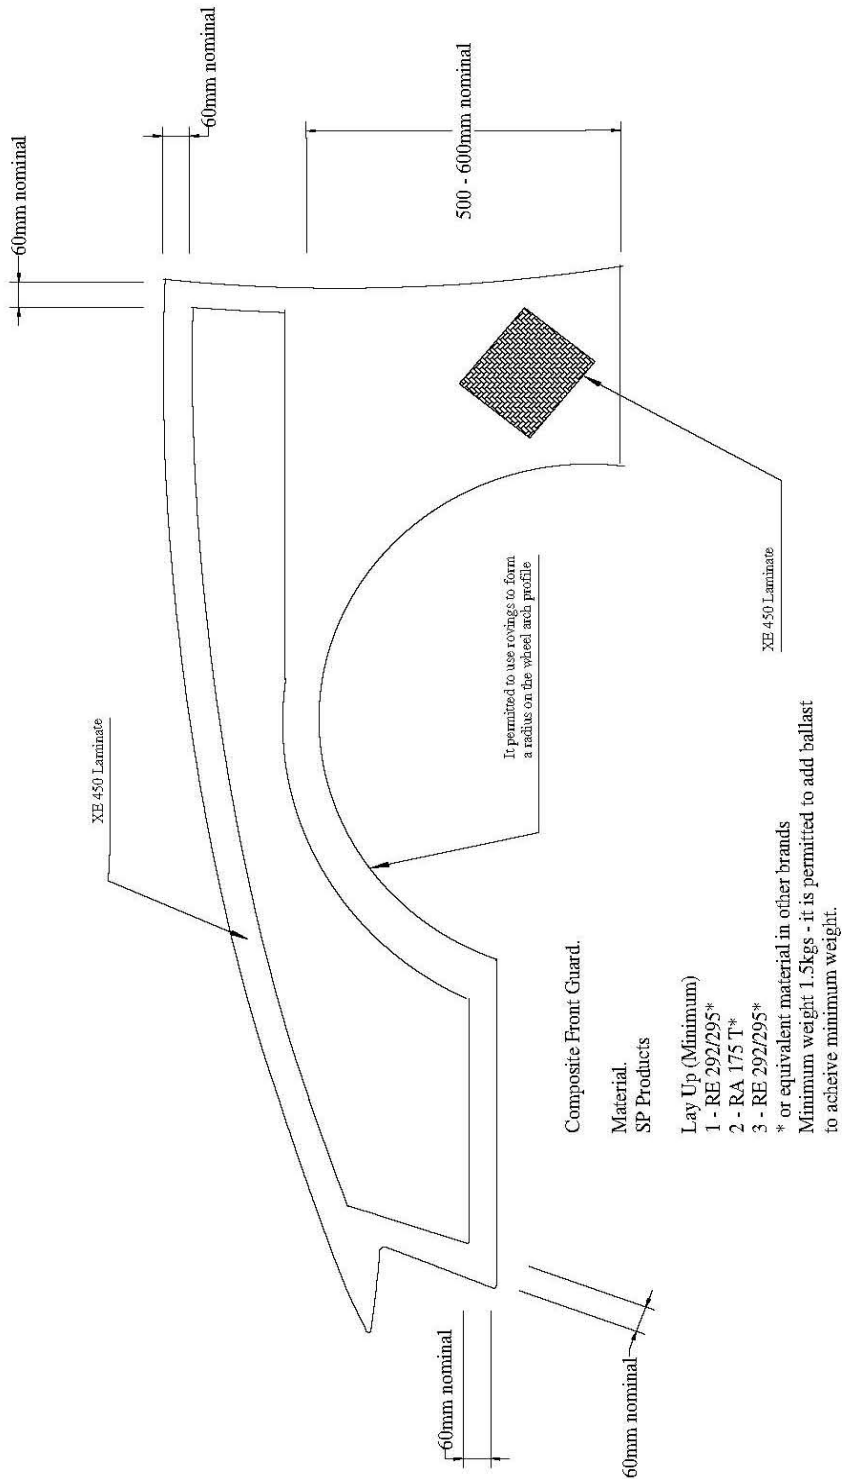 60mm nominal
60mm nominal
500 - 600mm nominal
XE 450 Laminate
It permitted to use rovings to form
a radius on the wheel arch profile
XE 450 Laminate
Composite Front Guard.
Material.
SP Products
Lay Up (Minimum)
1 - RE 292/295*
2 - RA 175 T*
3 - RE 292/295*
* or equivalent material in other brands
Minimum weight 1.5kgs - it is permitted to add ballast
to acheive minimum weight.
60mm nominal
60mm nominal